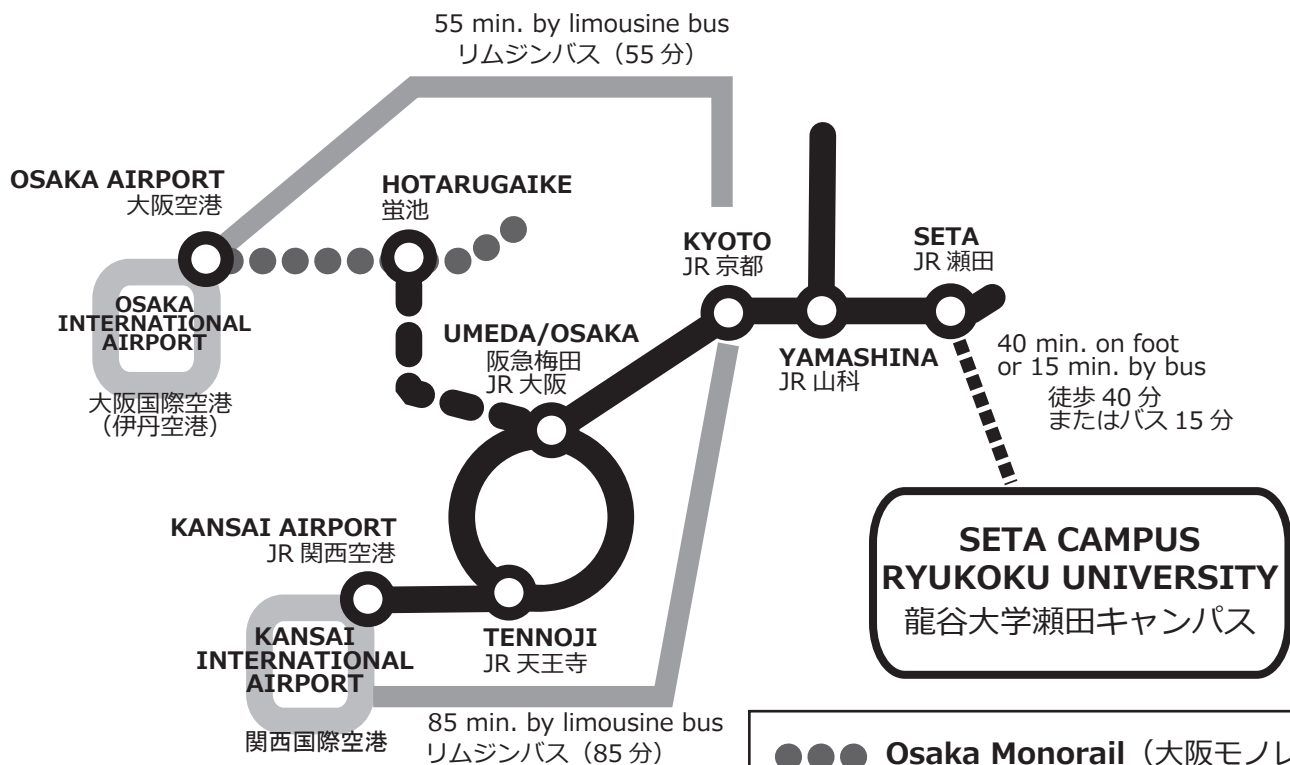 55 min. by limousine bus
リムジンバス（55 分）
OSAKA AIRPORT
大阪空港
HOTARUGAIKE
蛍池
KYOTO
JR 京都
SETA
JR 瀬田
OSAKA
INTERNATIONAL
AIRPORT
大阪国際空港
（伊丹空港）
UMEDA/OSAKA
阪急梅田
JR 大阪
YAMASHINA
JR 山科
40 min. on foot
or 15 min. by bus
徒歩 40 分
またはバス 15 分
KANSAI AIRPORT
JR 関西空港
SETA CAMPUS
RYUKOKU UNIVERSITY
龍谷大学瀬田キャンパス
KANSAI
INTERNATIONAL
AIRPORT
関西国際空港
TENNOJI
JR 天王寺
85 min. by limousine bus
リムジンバス（85 分）
Osaka Monorail（大阪モノレ